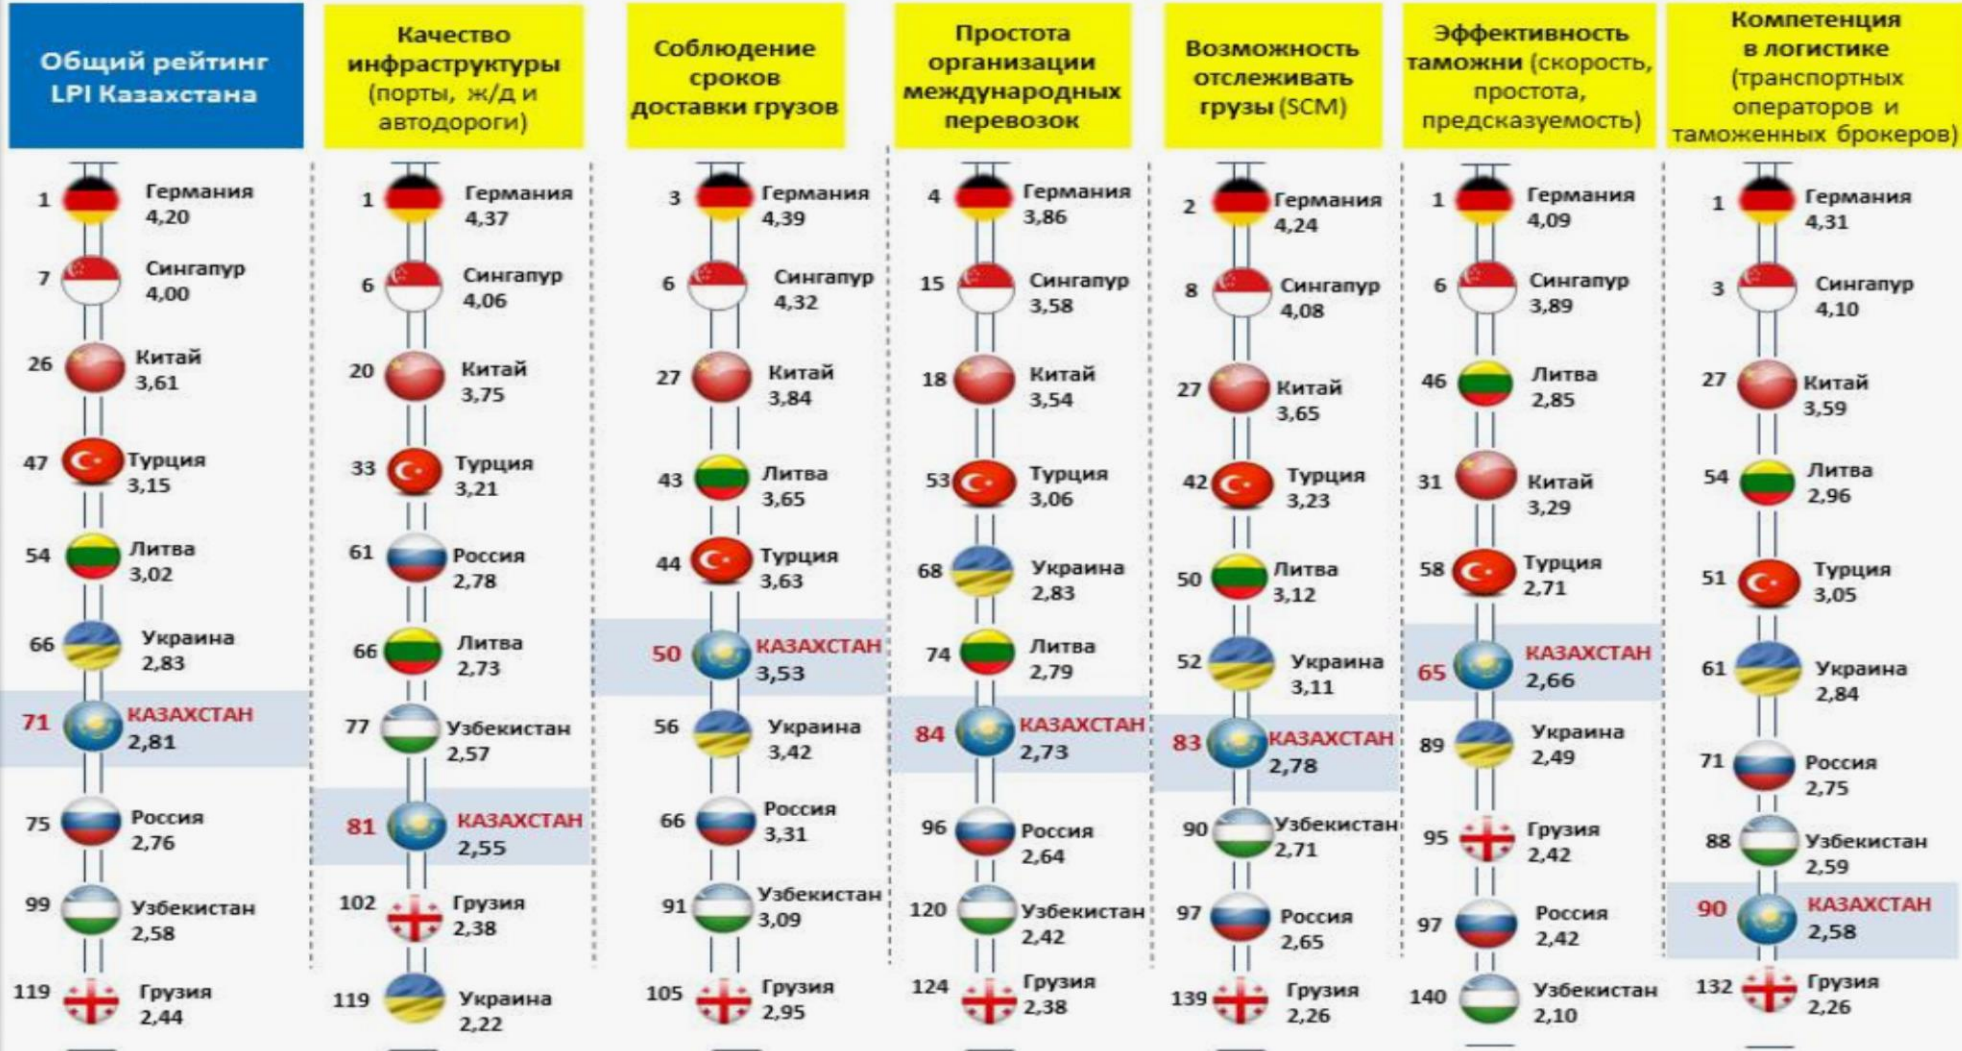 Общий рейтинг
LPI Казахстана
1
Германия
4,20
7
Сингапур
4,00
26
Китай
3,61
47
Турция
3,15
54
Литва
3,02
66
Украина
2,83
71
КАЗАХСТАН
2,81
75
Россия
2,76
99
Узбекистан
2,58
119
Грузия
2,44
Качество
инфраструктуры
(порты, ж/д и
автодороги)
1
Германия
4,37
6
Сингапур
4,06
20
Китай
3,75
33
Турция
3,21
61
Россия
2,78
66
Литва
2,73
77
Узбекистан
2,57
81
КАЗАХСТАН
2,55
102
Грузия
2,38
119
Украина
2,22
Соблюдение
сроков
доставки грузов
3
Германия
4,39
6
Сингапур
4,32
27
Китай
3,84
43
Литва
3,65
44
Турция
3,63
50
КАЗАХСТАН
3,53
56
Украина
3,42
66
Россия
3,31
91
Узбекистан
3,09
105
Грузия
2,95
Простота
организации
международных
перевозок
4
Германия
3,86
15
Сингапур
3,58
18
Китай
3,54
53
Турция
3,06
68
Украина
2,83
74
Литва
2,79
84
КАЗАХСТАН
2,73
96
Россия
2,64
120
Узбекистан
2,42
124
Грузия
2,38
Возможность
отслеживать
грузы (SCM)
2
Германия
4,24
8
Сингапур
4,08
27
Китай
3,65
42
Турция
3,23
50
Литва
3,12
52
Украина
3,11
83
КАЗАХСТАН
2,78
90
Узбекистан
2,71
97
Россия
2,65
139
Грузия
2,26
Эффективность
таможни (скорость,
простота,
предсказуемость)
1
Германия
4,09
6
Сингапур
3,89
46
Литва
2,85
31
Китай
3,29
58
Турция
2,71
65
КАЗАХСТАН
2,66
89
Украина
2,49
95
Грузия
2,42
97
Россия
2,42
140
Узбекистан
2,10
Компетенция
в логистике
(транспортных
операторов и
таможенных брокеров)
1
Германия
4,31
3
Сингапур
4,10
27
Китай
3,59
54
Литва
2,96
51
Турция
3,05
61
Украина
2,84
71
Россия
2,75
88
Узбекистан
2,59
90
КАЗАХСТАН
2,58
132
Грузия
2,26